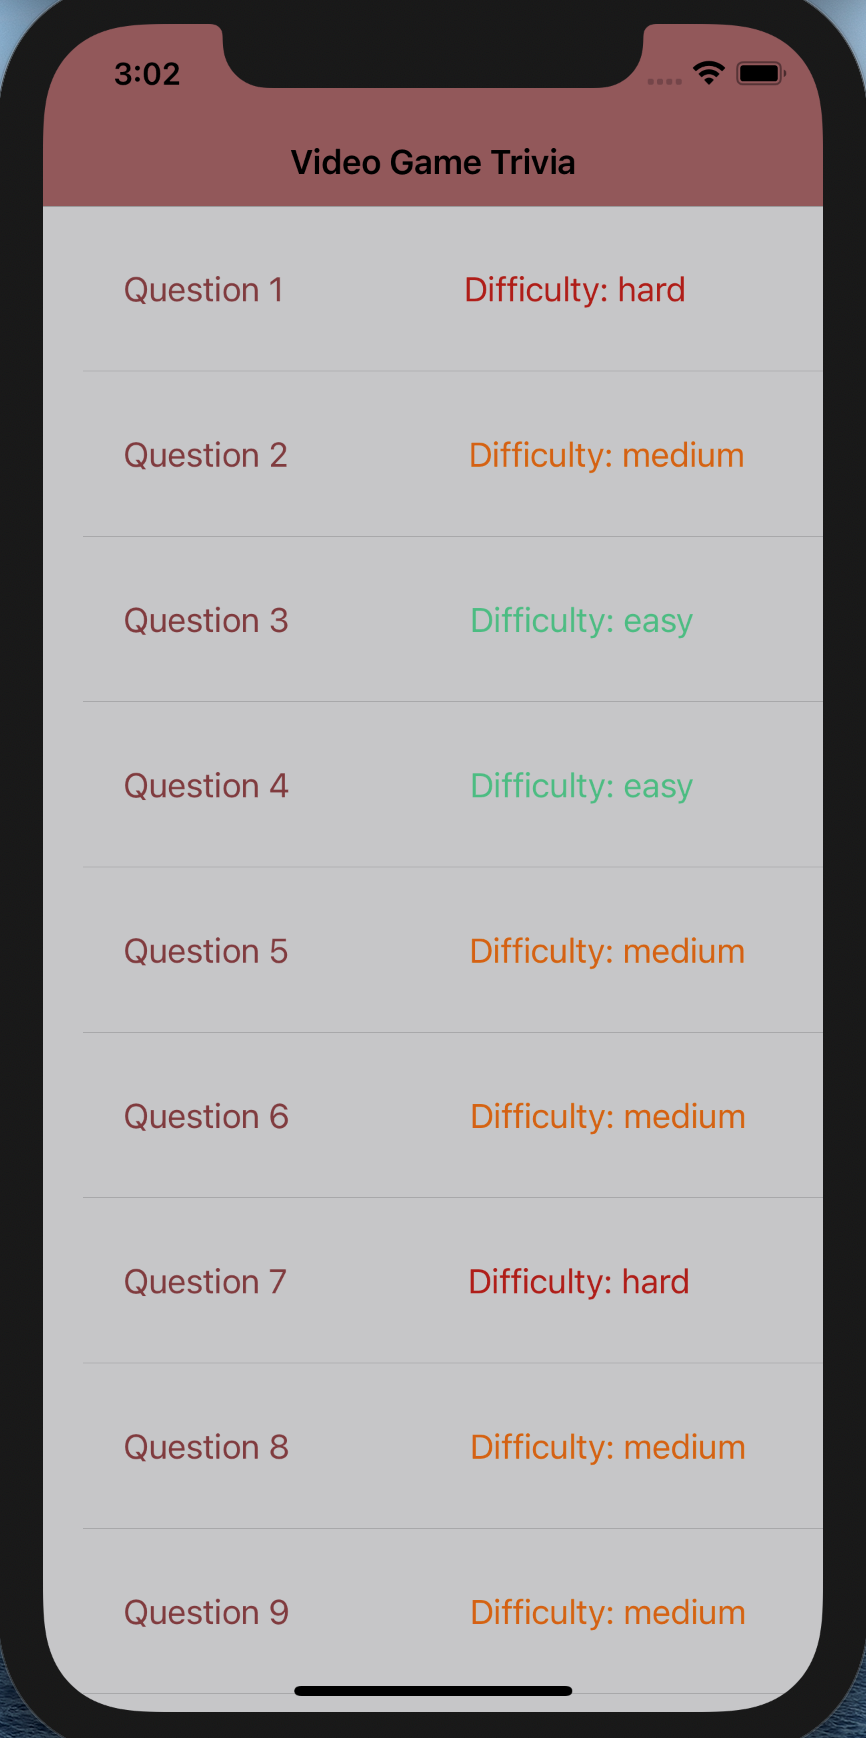 3:02
Video Game Trivia
Question 1 Difficulty: hard
Question 2 Difficulty: medium
Question 3 Difficulty: easy
Question 4 Difficulty: easy
Question 5 Difficulty: medium
Question 6 Difficulty: medium
Question 7 Difficulty: hard
Question 8 Difficulty: medium
Question 9 Difficulty: medium